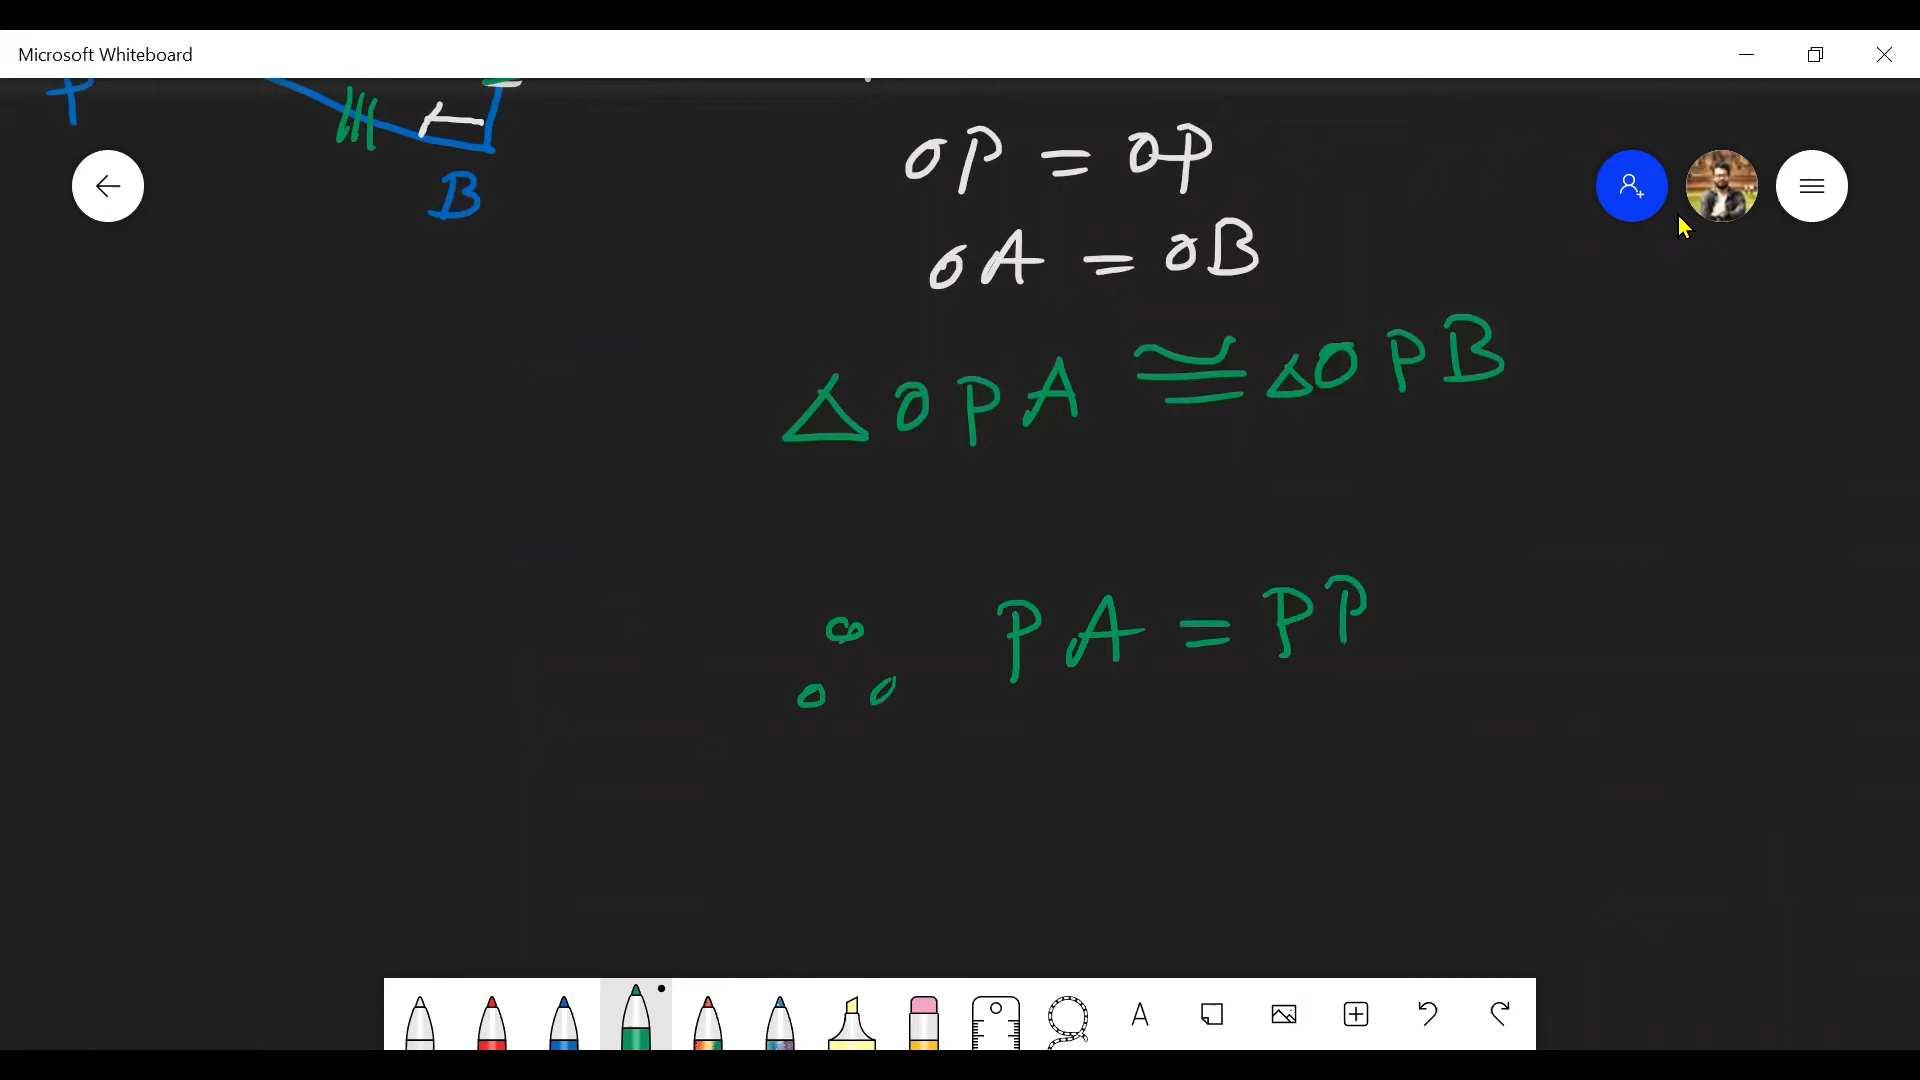 Microsoft Whiteboard
P
B
OP = OP
OA = OB
△OPA ≅ △OPB
∴ PA = PP